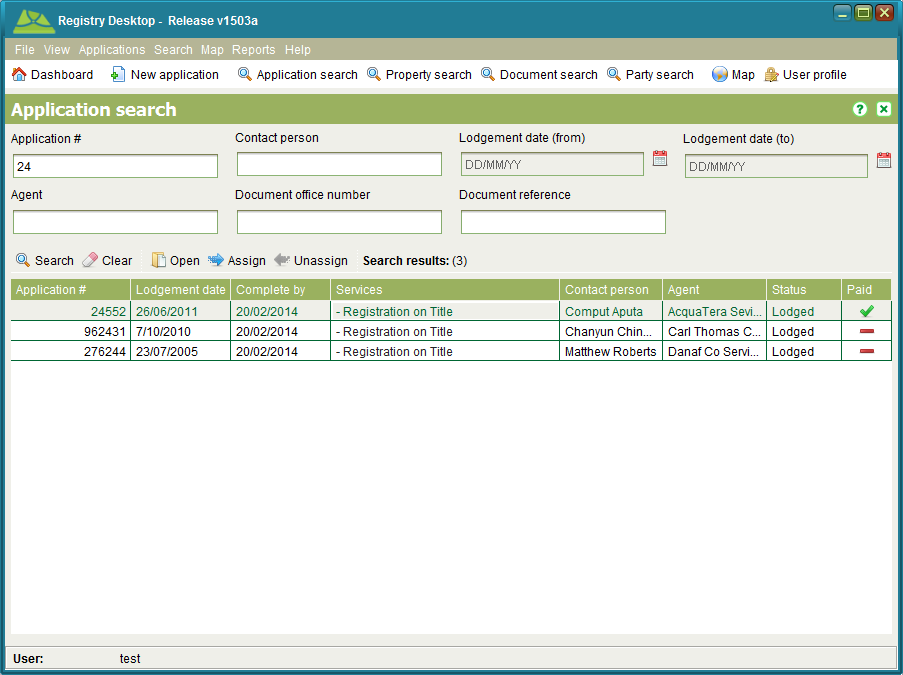 Registry Desktop - Release v1503a
File View Applications Search Map Reports Help
Dashboard New application Application search Property search Document search Party search Map User profile
Application search ?
Application # Contact person Lodgement date (from) Lodgement date (to)
24 DD/MM/YY DD/MM/YY
Agent Document office number Document reference
Search Clear Open Assign Unassign Search results: (3)
Application # Lodgement date Complete by Services Contact person Agent Status Paid
24552 26/06/2011 20/02/2014 - Registration on Title Comput Aputa AcquaTera Sevi... Lodged
962431 7/10/2010 20/02/2014 - Registration on Title Chanyun Chin... Carl Thomas C... Lodged
276244 23/07/2005 20/02/2014 - Registration on Title Matthew Roberts Danaf Co Servi... Lodged
User: test